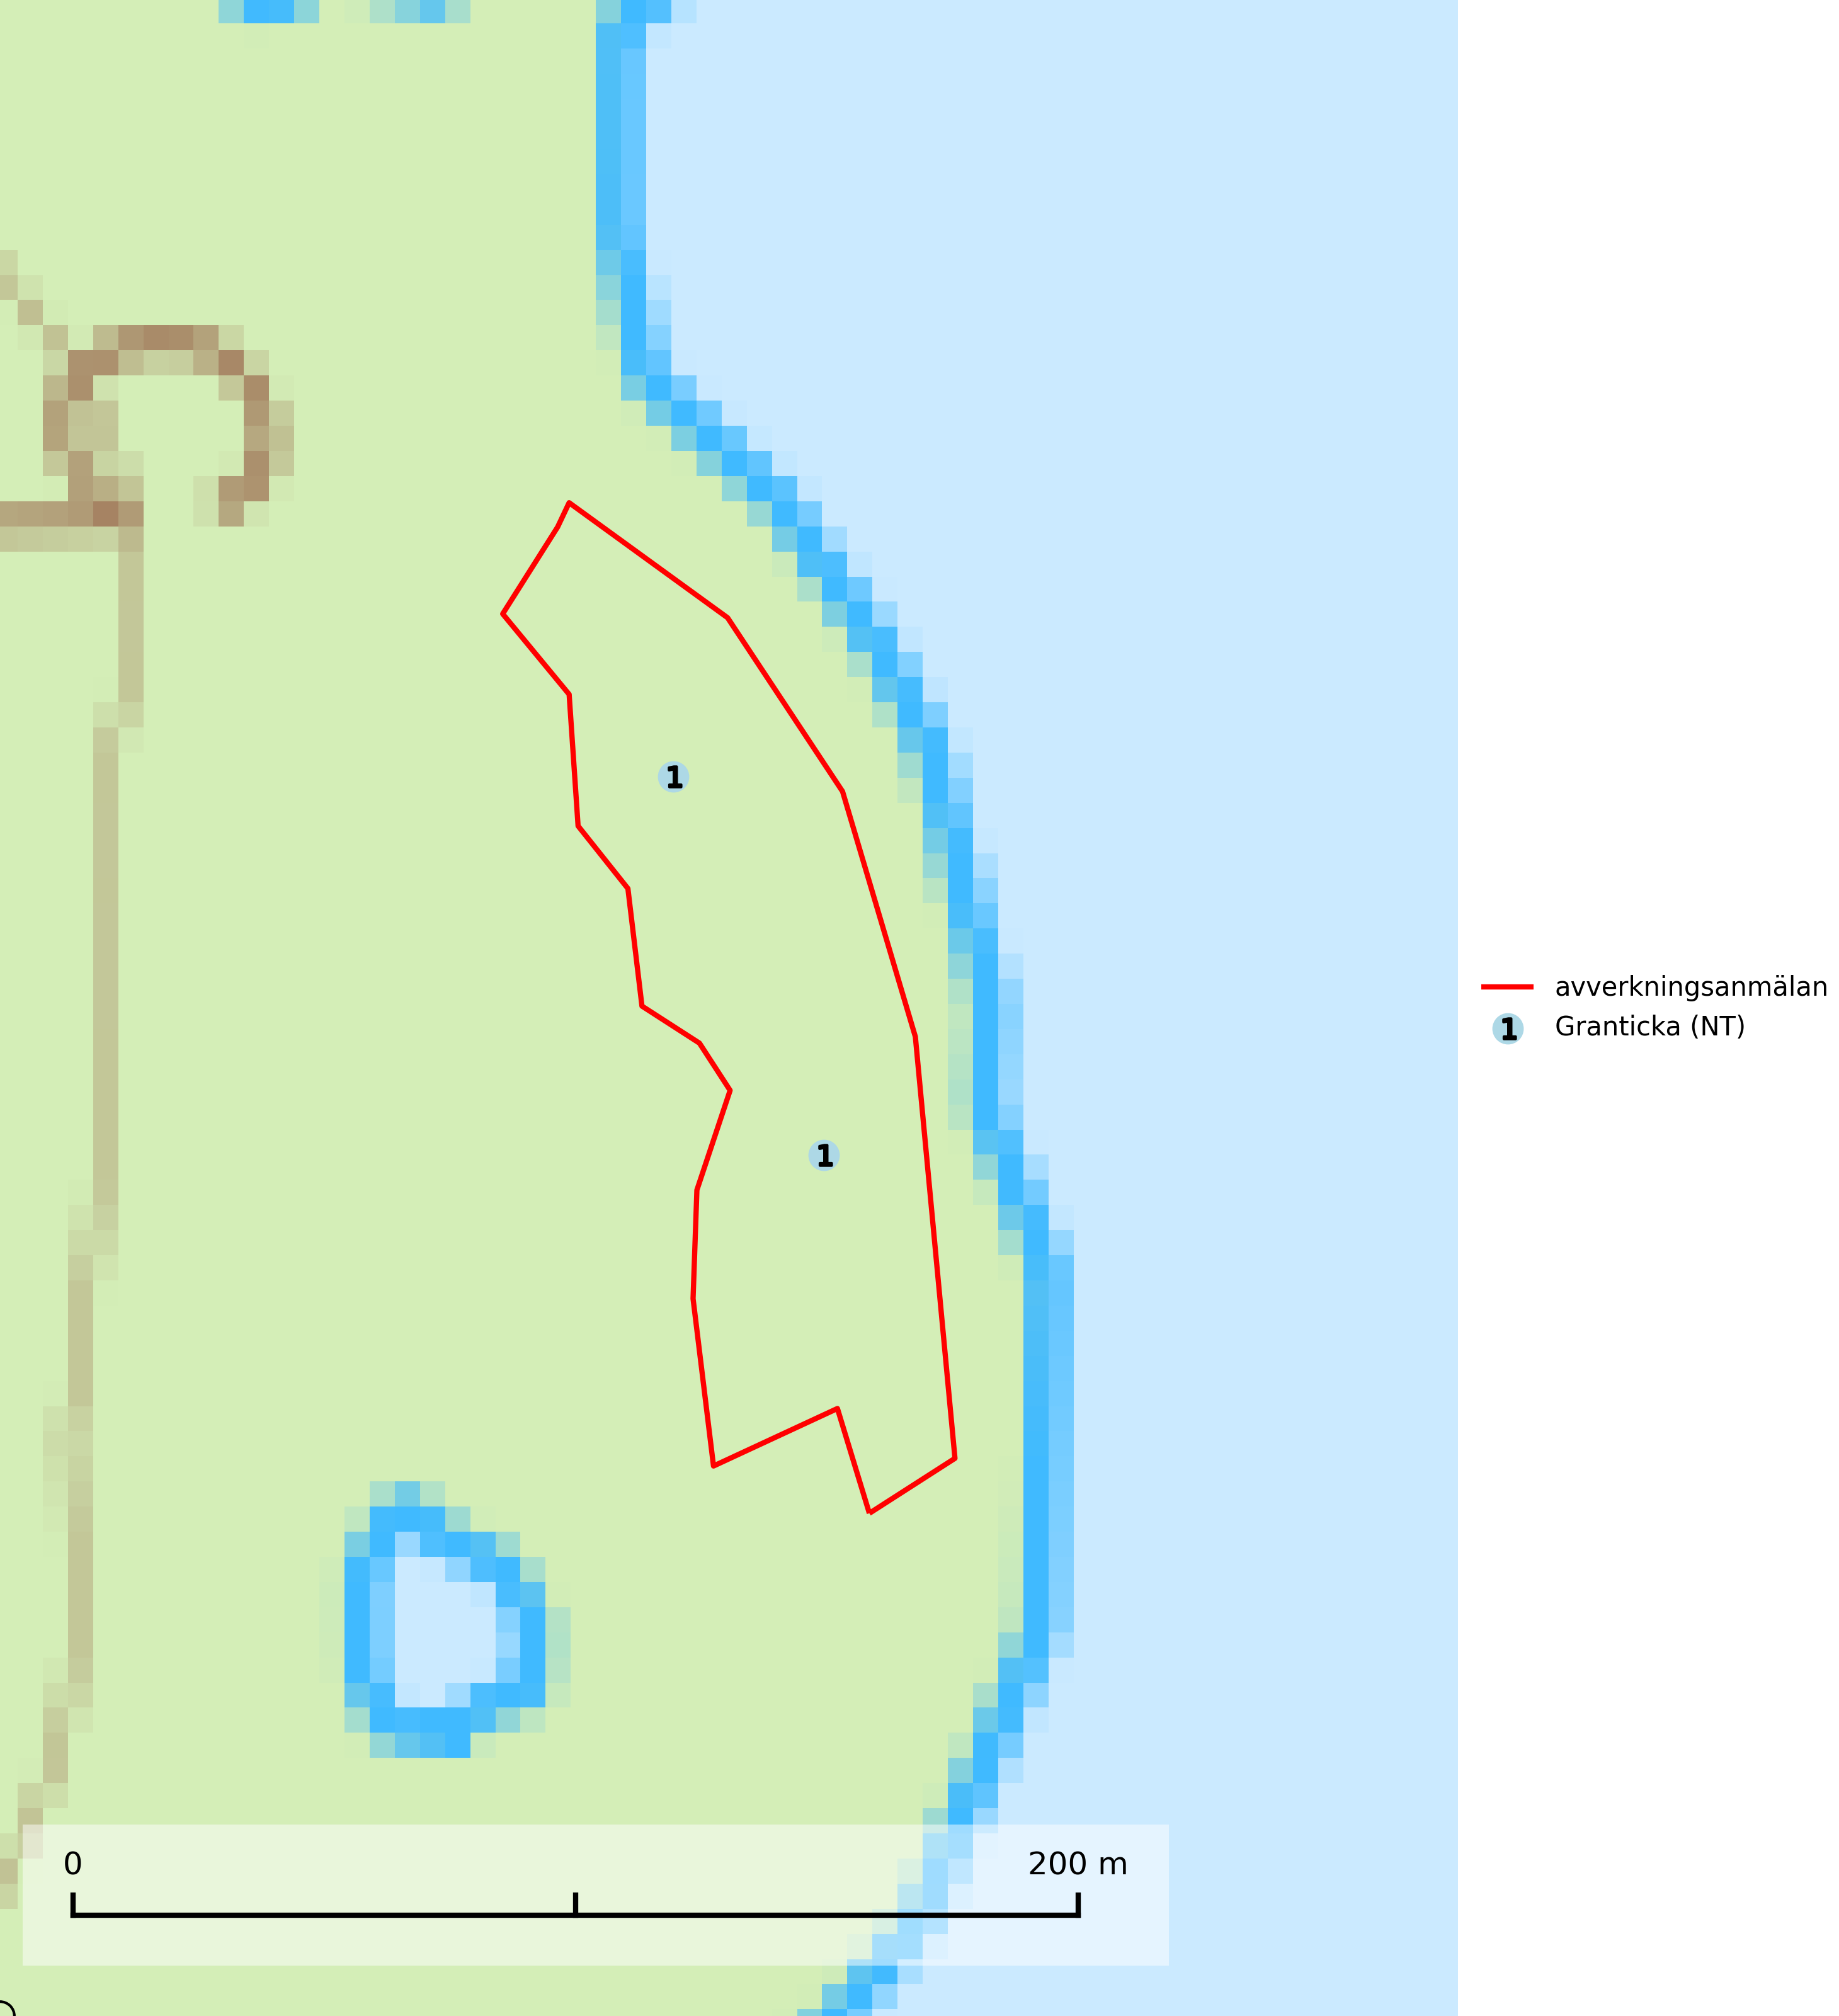 1
1
avverkningsanmälan
1 Granticka (NT)
0 200 m